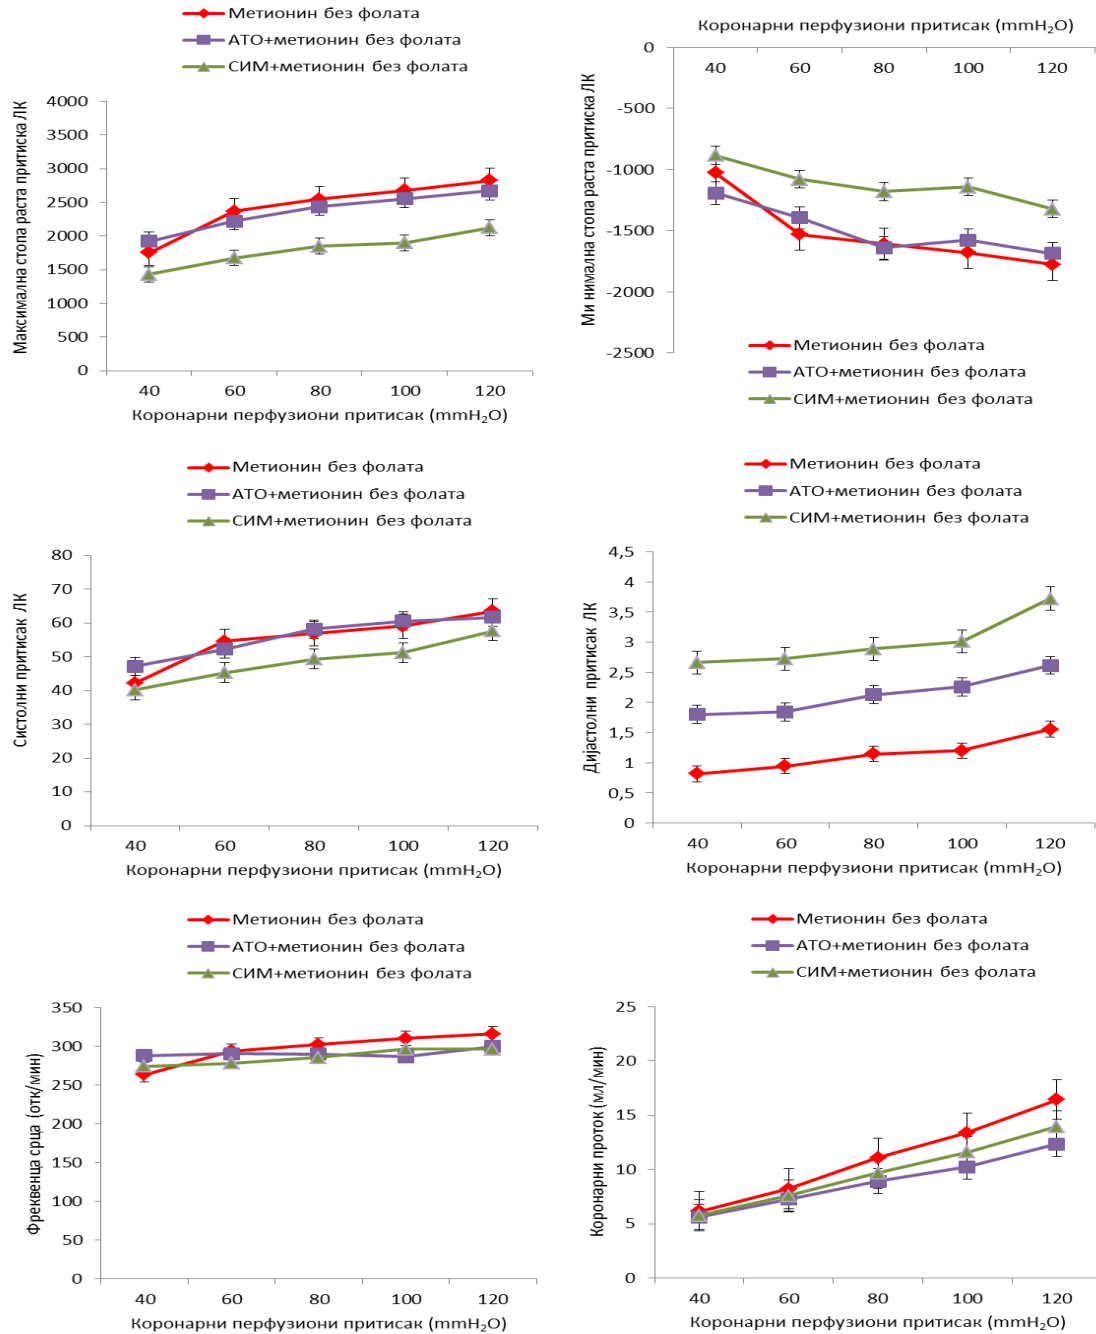 Метионин без фолата
АТО+метионин без фолата
СИМ+метионин без фолата
Максимална стопа раста притиска ЛК
4000
3500
3000
2500
2000
1500
1000
500
0
40 60 80 100 120
Коронарни перфузиони притисак (mmH₂O)
Коронарни перфузиони притисак (mmH₂O)
40 60 80 100 120
Ми нимална стопа раста притиска ЛК
0
-500
-1000
-1500
-2000
-2500
Метионин без фолата
АТО+метионин без фолата
СИМ+метионин без фолата
Метионин без фолата
АТО+метионин без фолата
СИМ+метионин без фолата
Систолни притисак ЛК
80
70
60
50
40
30
20
10
0
40 60 80 100 120
Коронарни перфузиони притисак (mmH₂O)
Метионин без фолата
АТО+метионин без фолата
СИМ+метионин без фолата
Дијастолни притисак ЛК
4,5
4
3,5
3
2,5
2
1,5
1
0,5
0
40 60 80 100 120
Коронарни перфузиони притисак (mmH₂O)
Метионин без фолата
АТО+метионин без фолата
СИМ+метионин без фолата
Фреквенца срца (отк/мин)
350
300
250
200
150
100
50
0
40 60 80 100 120
Коронарни перфузиони притисак (mmH₂O)
Метионин без фолата
АТО+метионин без фолата
СИМ+метионин без фолата
Коронарни проток (мл/мин)
25
20
15
10
5
0
40 60 80 100 120
Коронарни перфузиони притисак (mmH₂O)